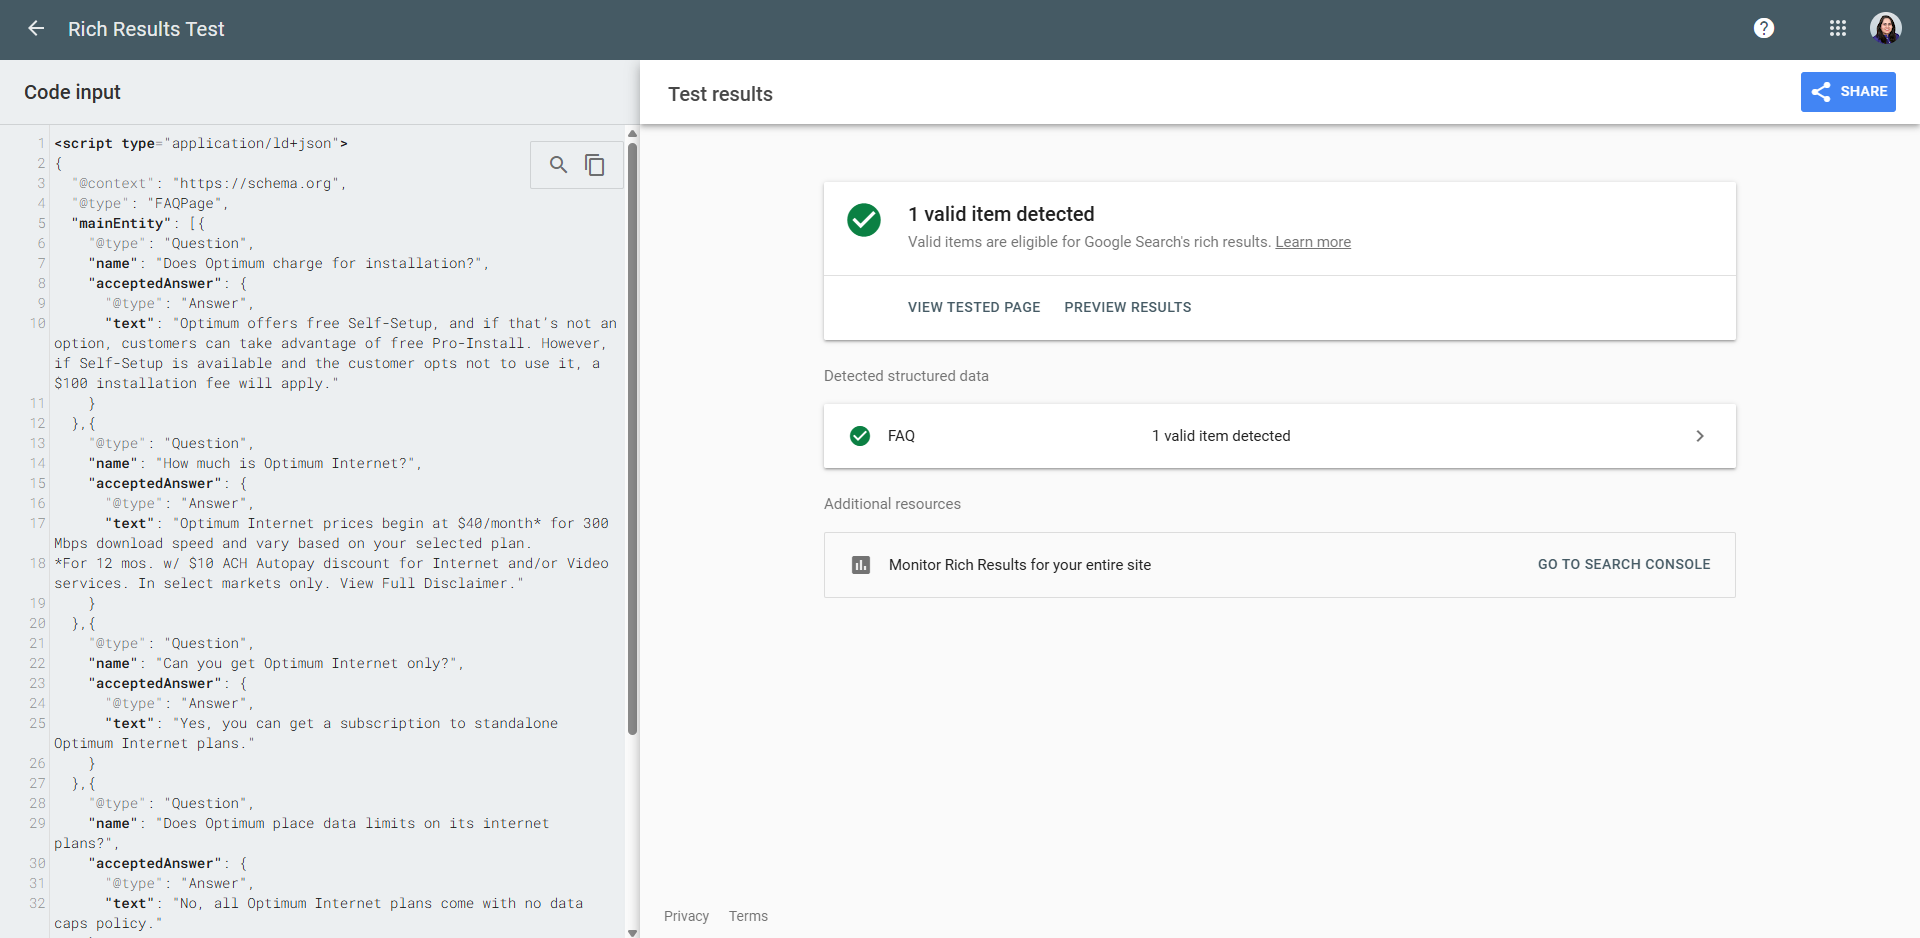 Rich Results Test
Code input
1 <script type="application/ld+json">
2 {
3 "@context": "https://schema.org",
4 "@type": "FAQPage",
5 "mainEntity": [{
6 "@type": "Question",
7 "name": "Does Optimum charge for installation?",
8 "acceptedAnswer": {
9 "@type": "Answer",
10 "text": "Optimum offers free Self-Setup, and if that's not an
option, customers can take advantage of free Pro-Install. However,
if Self-Setup is available and the customer opts not to use it, a
$100 installation fee will apply."
11 }
12 },{
13 "@type": "Question",
14 "name": "How much is Optimum Internet?",
15 "acceptedAnswer": {
16 "@type": "Answer",
17 "text": "Optimum Internet prices begin at $40/month* for 300
Mbps download speed and vary based on your selected plan.
18 *For 12 mos. w/ $10 ACH Autopay discount for Internet and/or Video
services. In select markets only. View Full Disclaimer."
19 }
20 },{
21 "@type": "Question",
22 "name": "Can you get Optimum Internet only?",
23 "acceptedAnswer": {
24 "@type": "Answer",
25 "text": "Yes, you can get a subscription to standalone
Optimum Internet plans."
26 }
27 },{
28 "@type": "Question",
29 "name": "Does Optimum place data limits on its internet
plans?",
30 "acceptedAnswer": {
31 "@type": "Answer",
32 "text": "No, all Optimum Internet plans come with no data
caps policy."
Test results
SHARE
1 valid item detected
Valid items are eligible for Google Search's rich results. Learn more
VIEW TESTED PAGE PREVIEW RESULTS
Detected structured data
FAQ 1 valid item detected
Additional resources
Monitor Rich Results for your entire site GO TO SEARCH CONSOLE
Privacy Terms